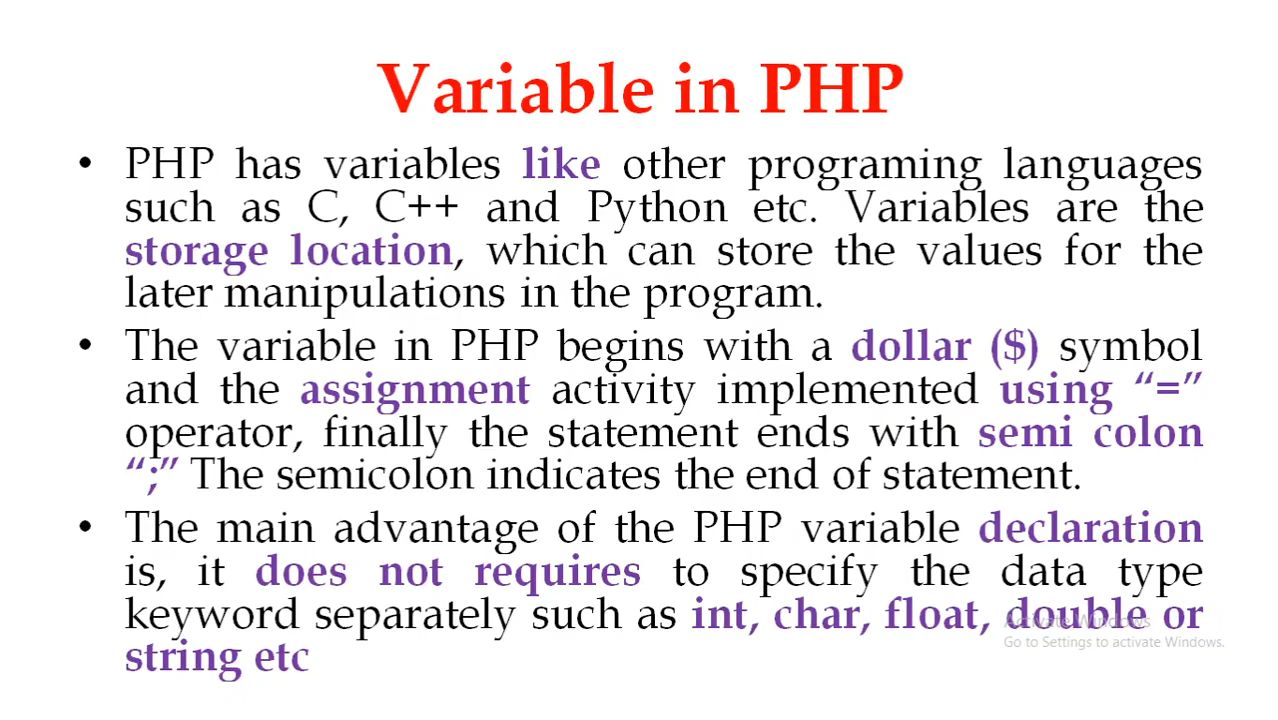 Variable in PHP
• PHP has variables like other programing languages
such as C, C++ and Python etc. Variables are the
storage location, which can store the values for the
later manipulations in the program.
• The variable in PHP begins with a dollar ($) symbol
and the assignment activity implemented using “=”
operator, finally the statement ends with semi colon
“;” The semicolon indicates the end of statement.
• The main advantage of the PHP variable declaration
is, it does not requires to specify the data type
keyword separately such as int, char, float, double or
string etc
Activate Windows
Go to Settings to activate Windows.